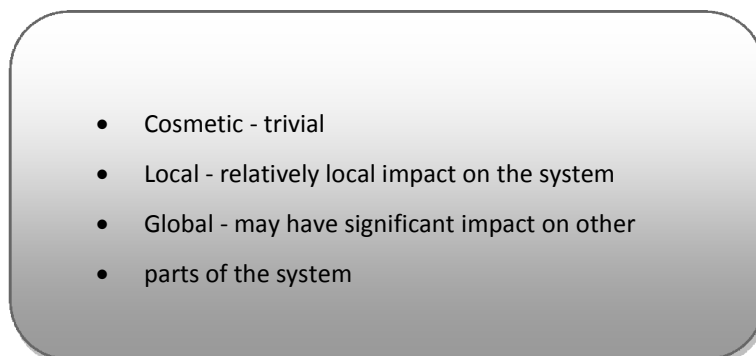 • Cosmetic - trivial
• Local - relatively local impact on the system
• Global - may have significant impact on other
• parts of the system